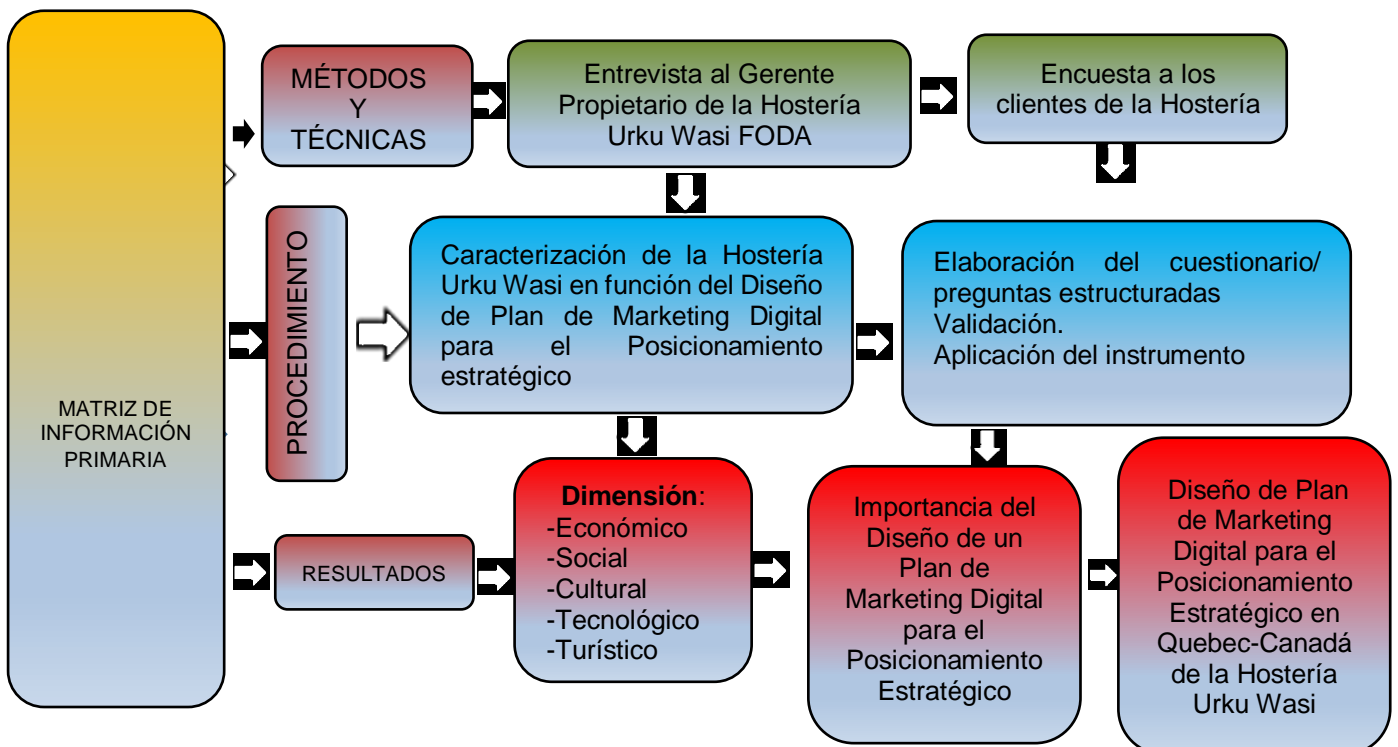 MATRIZ DE
INFORMACIÓN
PRIMARIA
MÉTODOS
Y
TÉCNICAS
Entrevista al Gerente
Propietario de la Hostería
Urku Wasi FODA
Encuesta a los
clientes de la Hostería
PROCEDIMIENTO
Caracterización de la Hostería
Urku Wasi en función del Diseño
de Plan de Marketing Digital
para el Posicionamiento
estratégico
Elaboración del cuestionario/
preguntas estructuradas
Validación.
Aplicación del instrumento
RESULTADOS
Dimensión:
-Económico
-Social
-Cultural
-Tecnológico
-Turístico
Importancia del
Diseño de un
Plan de
Marketing Digital
para el
Posicionamiento
Estratégico
Diseño de Plan
de Marketing
Digital para el
Posicionamiento
Estratégico en
Quebec-Canadá
de la Hostería
Urku Wasi